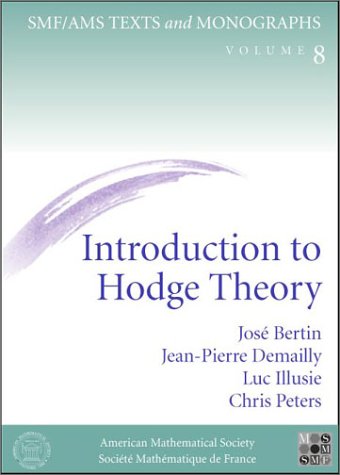 SMF/AMS TEXTS and MONOGRAPHS
VOLUME 8
Introduction to
Hodge Theory
José Bertin
Jean-Pierre Demailly
Luc Illusie
Chris Peters
American Mathematical Society
Société Mathématique de France
M S
S O M
SMF